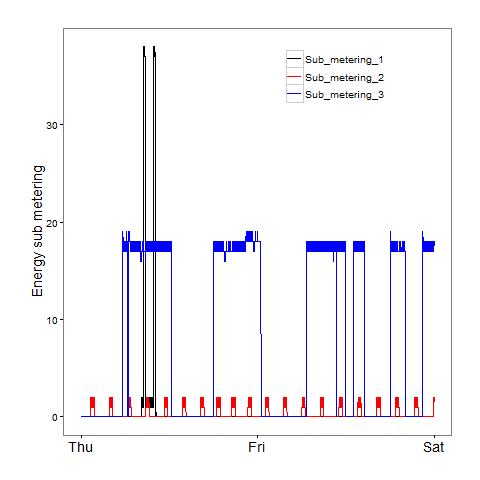 Sub_metering_1
Sub_metering_2
Sub_metering_3
30
20
10
0
Energy sub metering
Thu Fri Sat